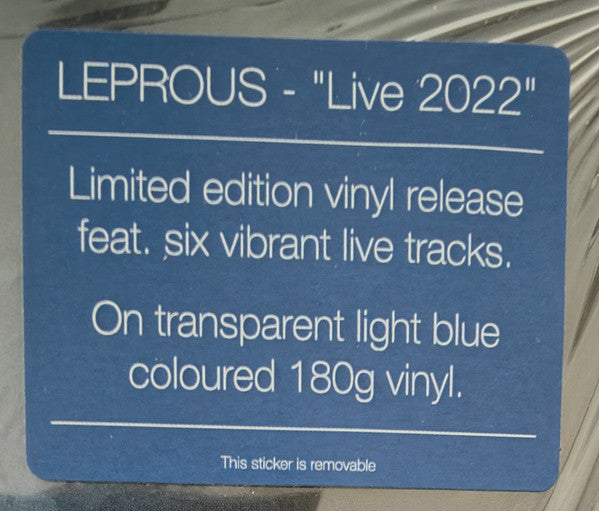 LEPROUS - "Live 2022"
Limited edition vinyl release
feat. six vibrant live tracks.
On transparent light blue
coloured 180g vinyl.
This sticker is removable